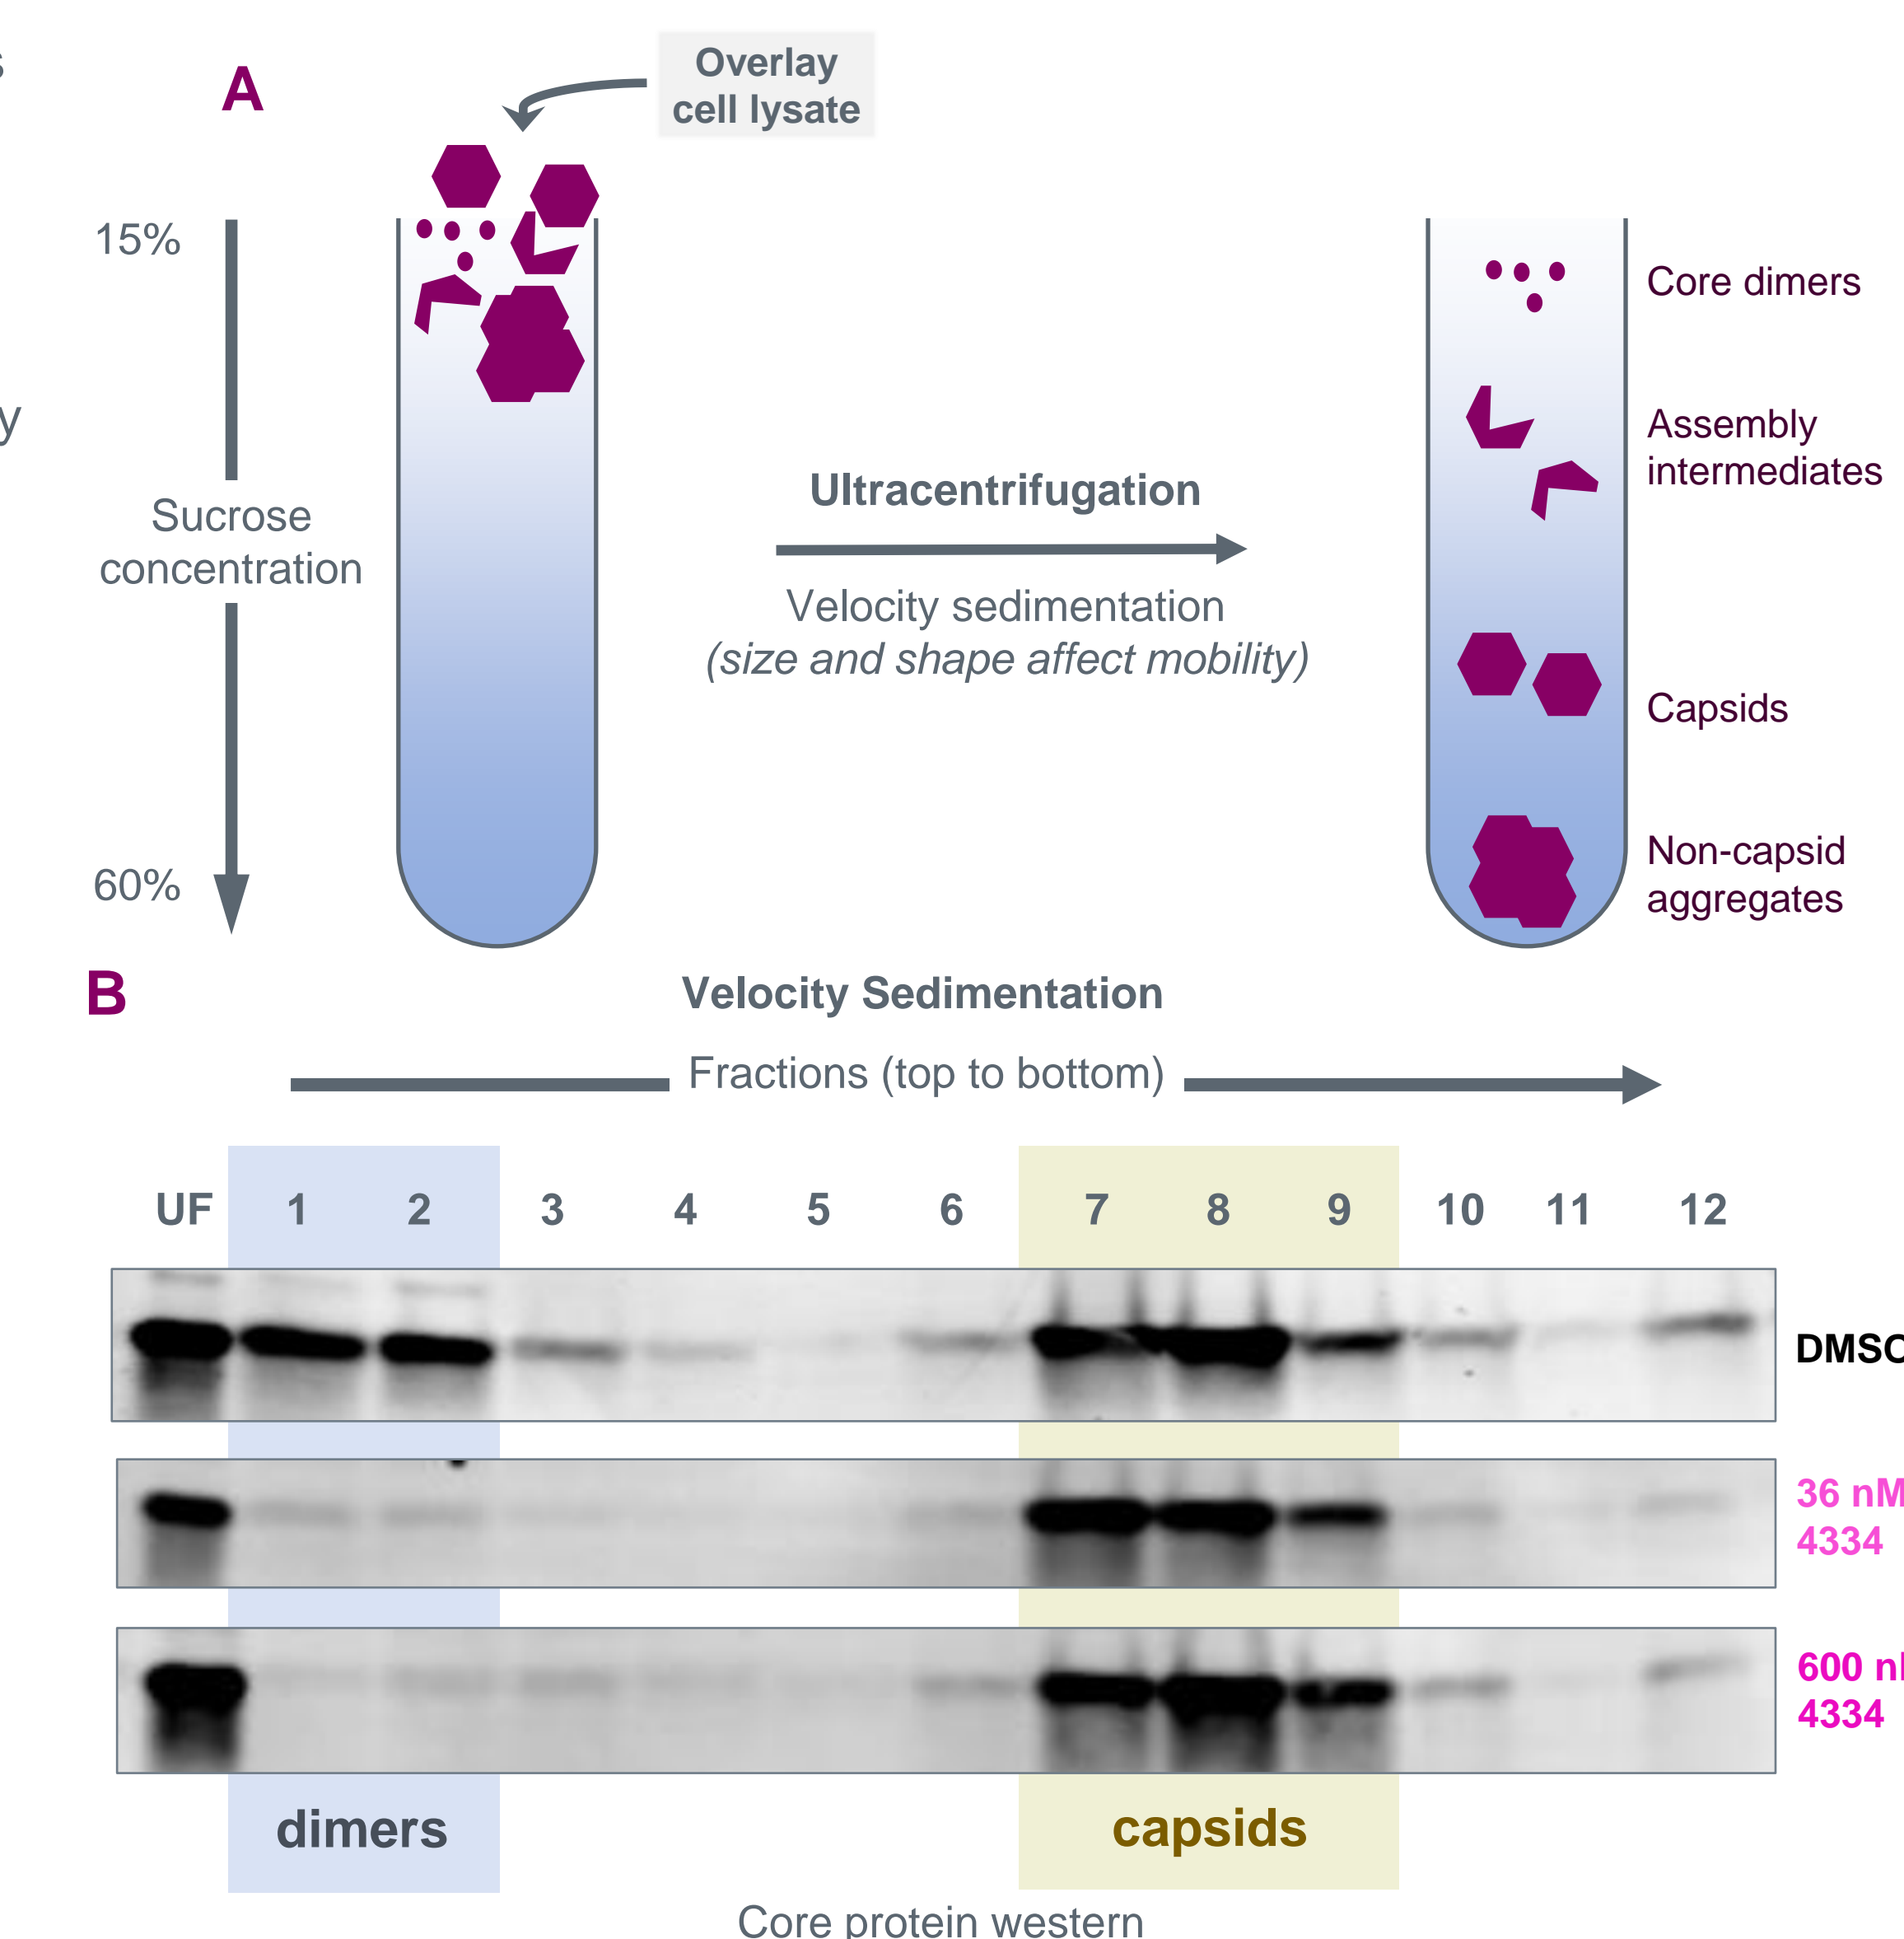 s
y
A
Overlay
cell lysate
15%
Sucrose
concentration
60%
Ultracentrifugation
Velocity sedimentation
(size and shape affect mobility)
Core dimers
Assembly
intermediates
Capsids
Non-capsid
aggregates
B
Velocity Sedimentation
Fractions (top to bottom)
UF 1 2 3 4 5 6 7 8 9 10 11 12
DMSO
36 nM
4334
600 n
4334
dimers
capsids
Core protein western